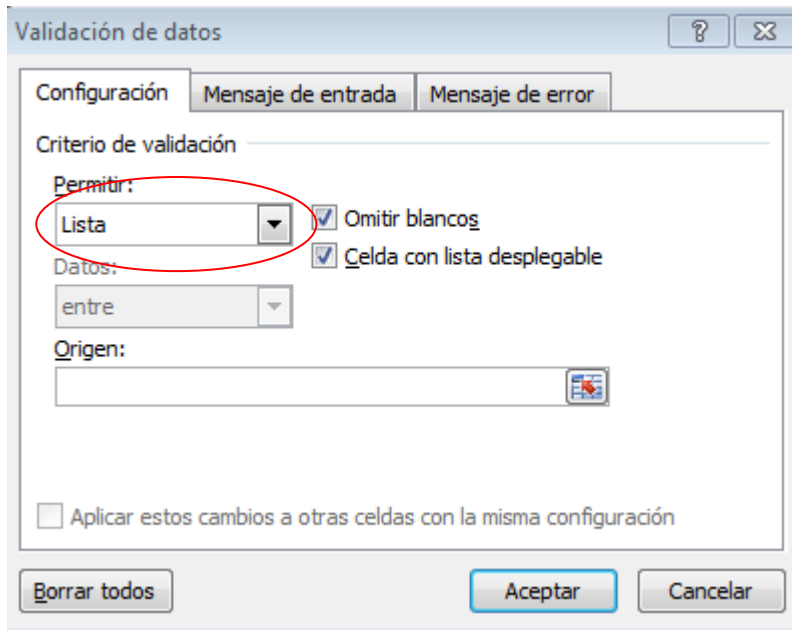 Validación de datos
Configuración Mensaje de entrada Mensaje de error
Criterio de validación
Permitir:
Lista Omitir blancos
Celda con lista desplegable
Datos:
entre
Origen:
Aplicar estos cambios a otras celdas con la misma configuración
Borrar todos Aceptar Cancelar